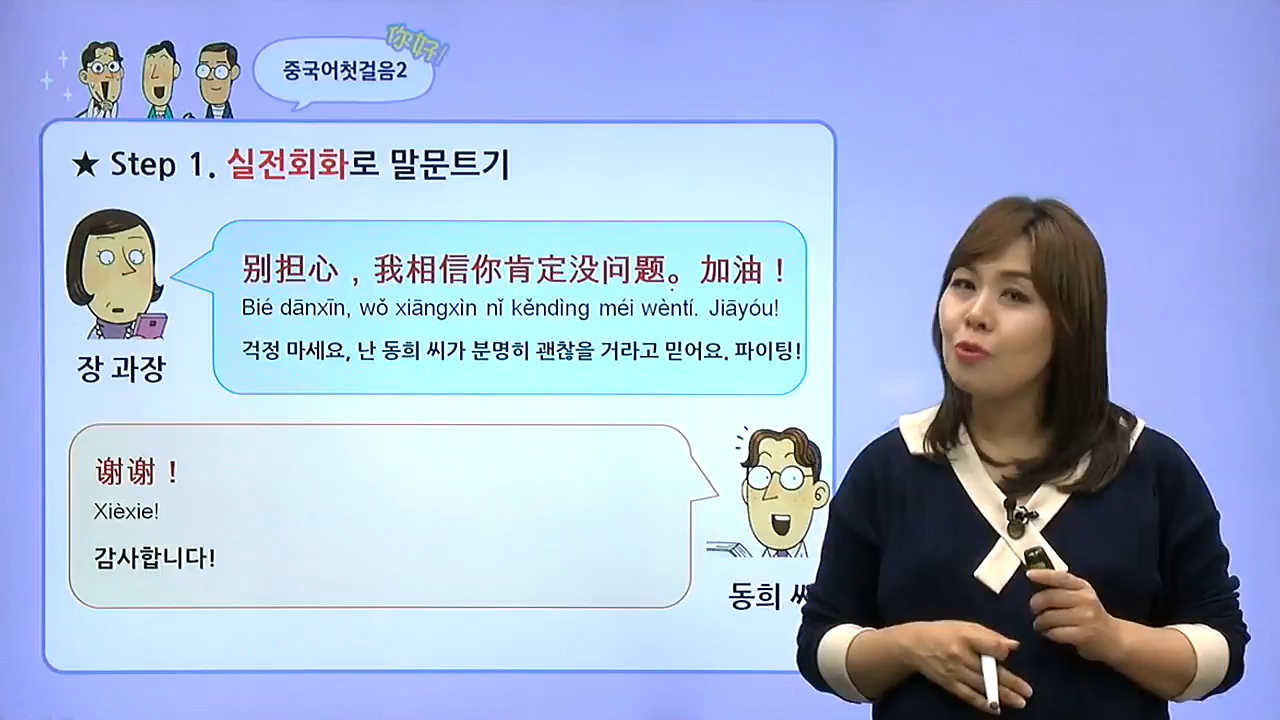 你好!
중국어첫걸음2
★ Step 1. 실전회화로 말문트기
别担心，我相信你肯定没问题。加油！
Bié dānxīn, wǒ xiāngxìn nǐ kěndìng méi wèntí. Jiāyóu!
걱정 마세요, 난 동희 씨가 분명히 괜찮을 거라고 믿어요. 파이팅!
장 과장
谢谢！
Xièxie!
감사합니다!
동희